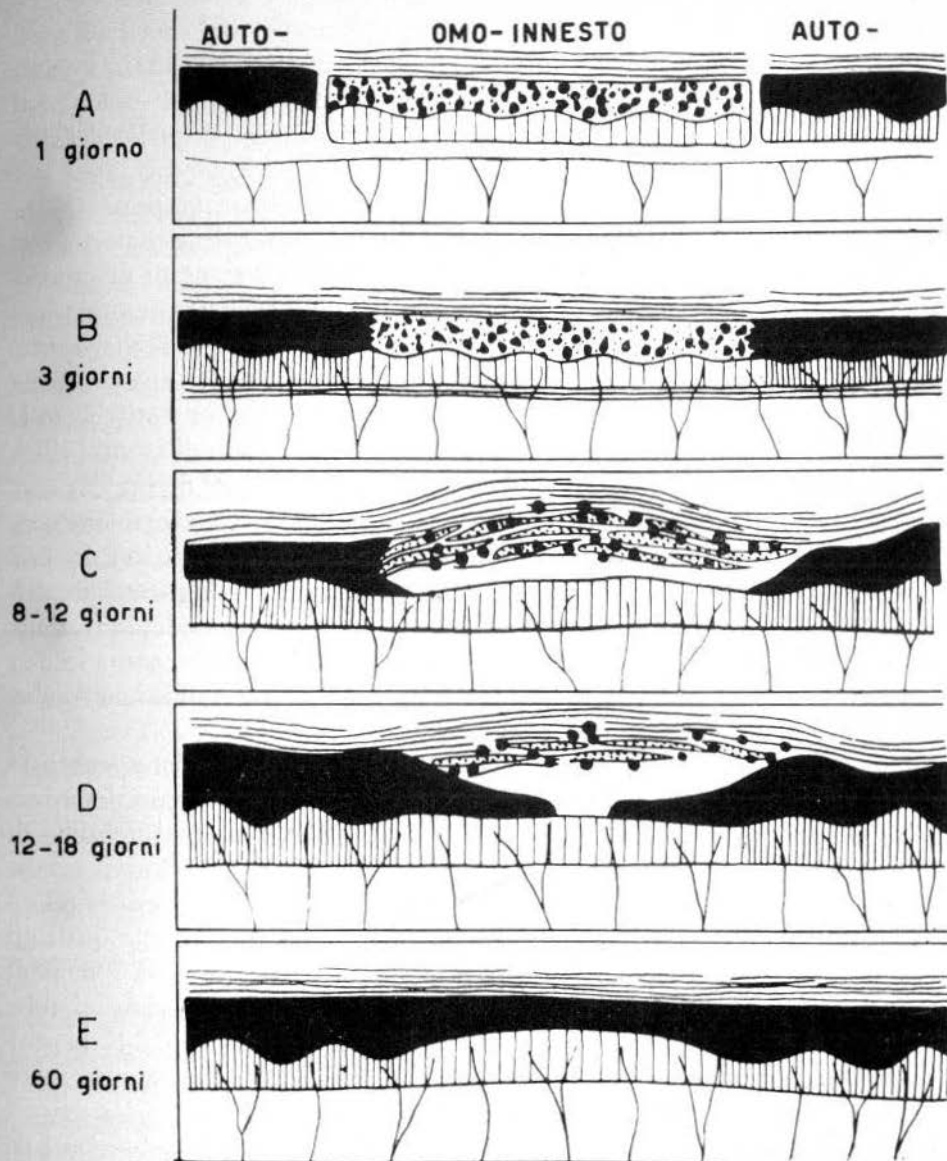 AUTO- OMO-INNESTO AUTO-
A
1 giorno
B
3 giorni
C
8-12 giorni
D
12-18 giorni
E
60 giorni